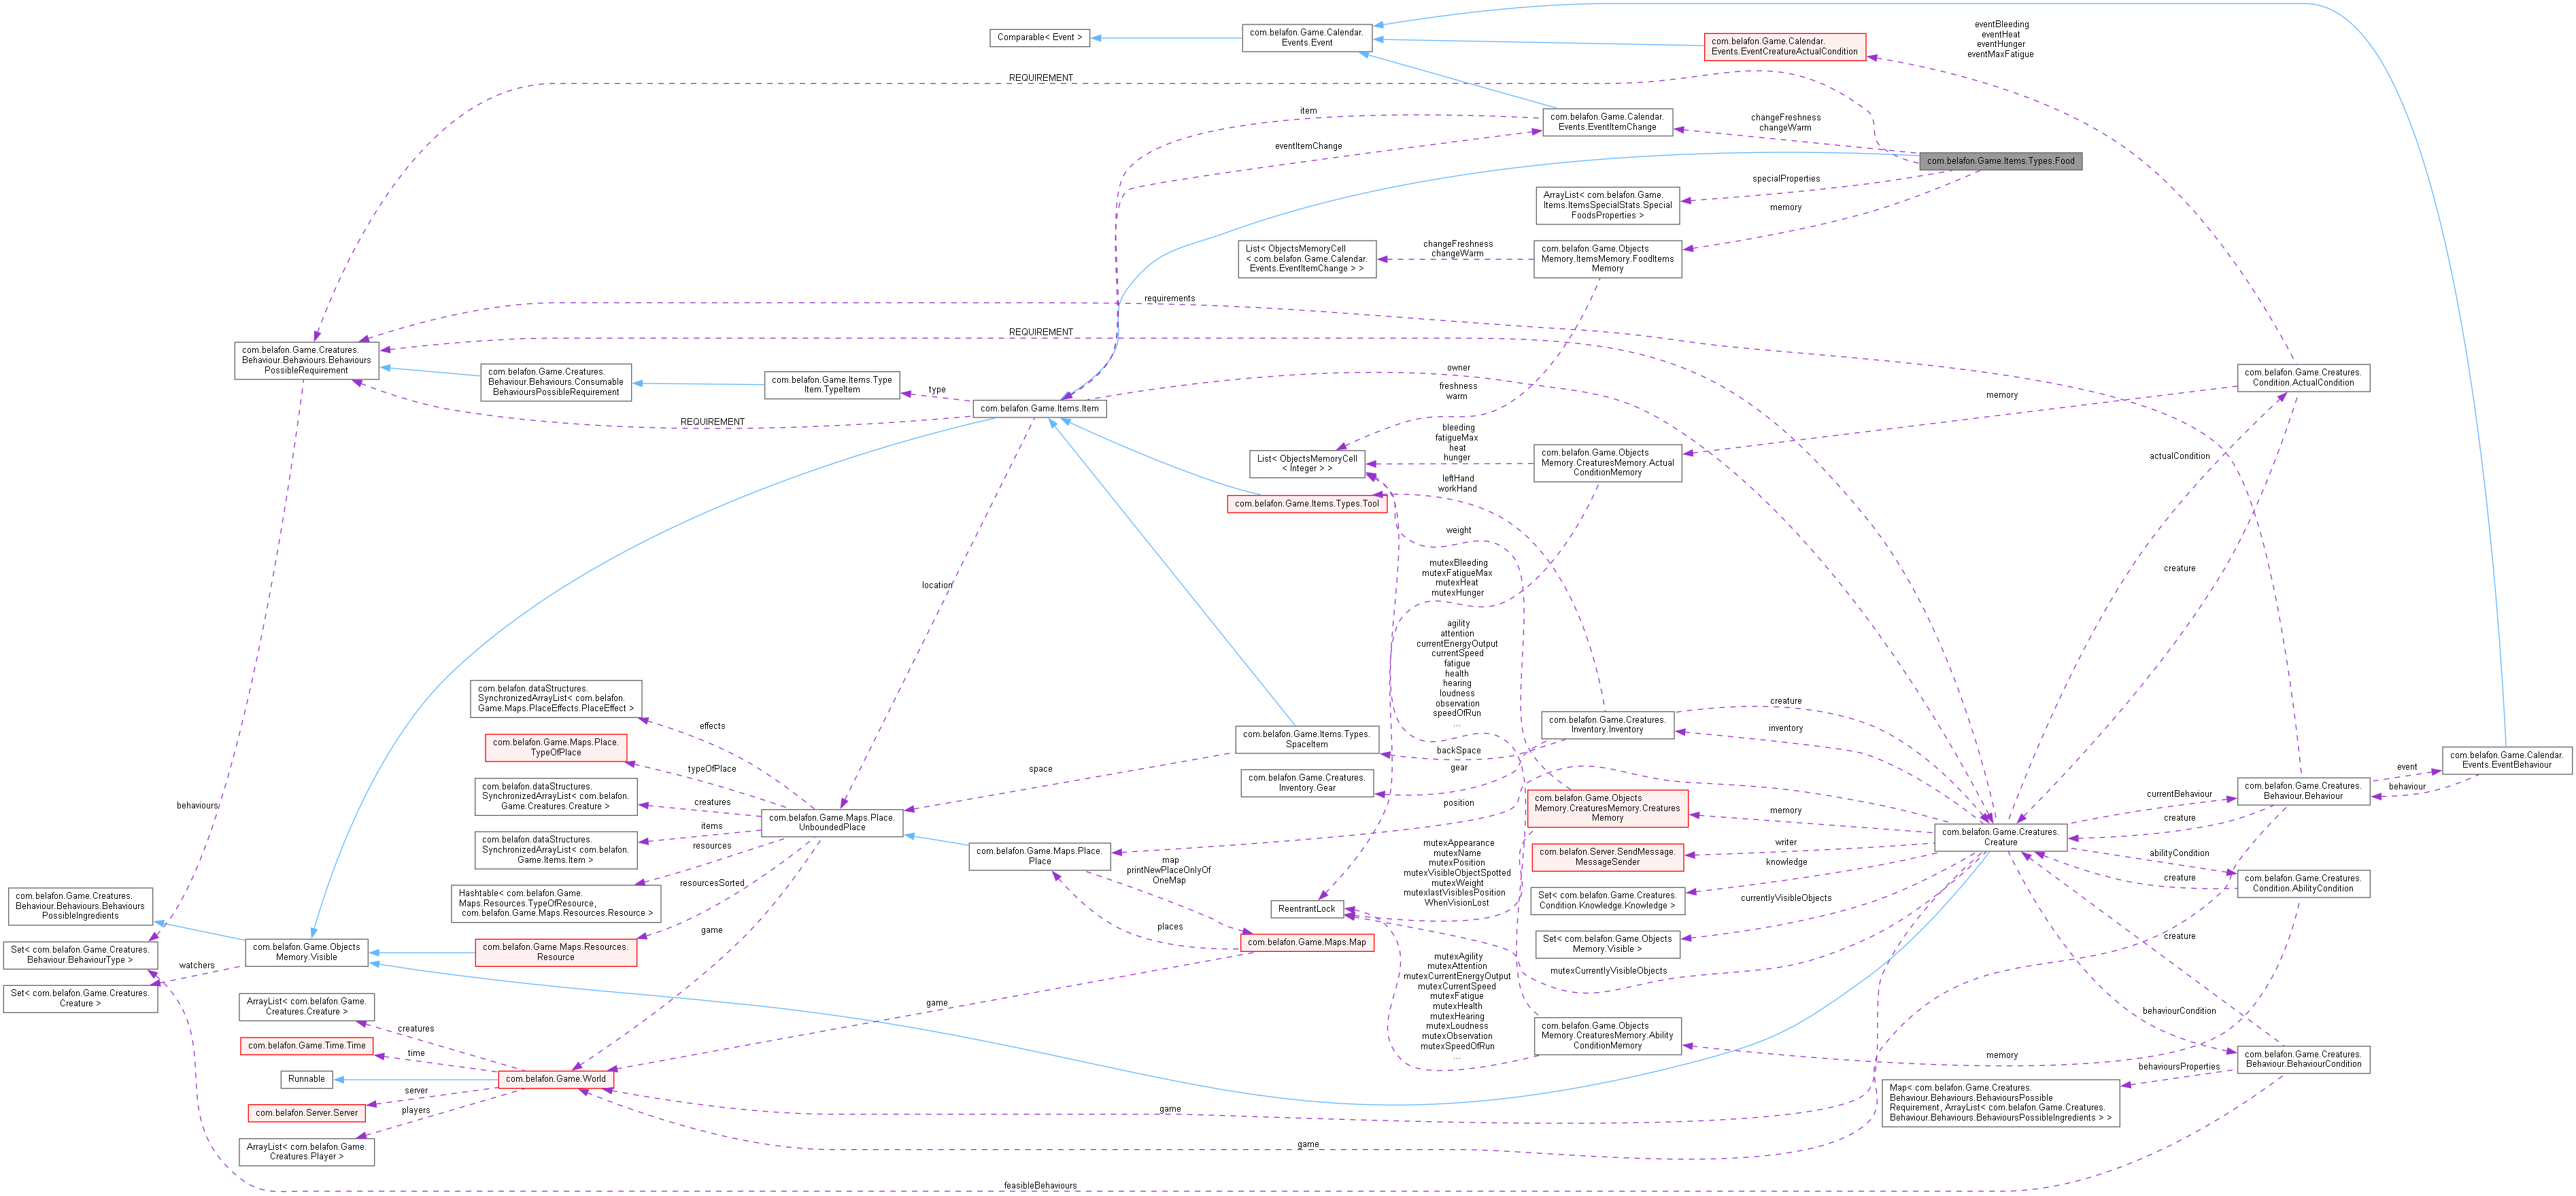 Comparable< Event >
com.belafon.Game.Calendar.
Events.Event
com.belafon.Game.Calendar.
Events.EventCreatureActualCondition
eventBleeding
eventHeat
eventHunger
eventMaxFatigue
REQUIREMENT
item
com.belafon.Game.Calendar.
Events.EventItemChange
changeFreshness
changeWarm
eventItemChange
com.belafon.Game.Items.Types.Food
specialProperties
ArrayList< com.belafon.Game.
Items.ItemsSpecialStats.Special
FoodsProperties >
memory
List< ObjectsMemoryCell
< com.belafon.Game.Calendar.
Events.EventItemChange > >
changeFreshness
changeWarm
com.belafon.Game.Objects
Memory.ItemsMemory.FoodItems
Memory
requirements
REQUIREMENT
com.belafon.Game.Creatures.
Behaviour.Behaviours.Behaviours
PossibleRequirement
com.belafon.Game.Creatures.
Behaviour.Behaviours.Consumable
BehavioursPossibleRequirement
com.belafon.Game.Items.Type
Item.TypeItem
type
com.belafon.Game.Items.Item
REQUIREMENT
owner
freshness
warm
com.belafon.Game.Creatures.
Condition.ActualCondition
memory
bleeding
fatigueMax
heat
hunger
List< ObjectsMemoryCell
< Integer > >
com.belafon.Game.Objects
Memory.CreaturesMemory.Actual
ConditionMemory
actualCondition
leftHand
workHand
com.belafon.Game.Items.Types.Tool
weight
creature
location
mutexBleeding
mutexFatigueMax
mutexHeat
mutexHunger
agility
attention
currentEnergyOutput
currentSpeed
fatigue
health
hearing
loudness
observation
speedOfRun
...
com.belafon.dataStructures.
SynchronizedArrayList< com.belafon.
Game.Maps.PlaceEffects.PlaceEffect >
effects
com.belafon.Game.Maps.Place.
TypeOfPlace
typeOfPlace
com.belafon.Game.Items.Types.
SpaceItem
com.belafon.Game.Creatures.
Inventory.Inventory
creature
inventory
backSpace
space
gear
com.belafon.Game.Creatures.
Inventory.Gear
com.belafon.Game.Calendar.
Events.EventBehaviour
event
behaviour
com.belafon.Game.Creatures.
Behaviour.Behaviour
currentBehaviour
creature
com.belafon.dataStructures.
SynchronizedArrayList< com.belafon.
Game.Creatures.Creature >
creatures
behaviours
com.belafon.Game.Maps.Place.
UnboundedPlace
position
com.belafon.Game.Objects
Memory.CreaturesMemory.Creatures
Memory
memory
com.belafon.Game.Creatures.
Creature
items
com.belafon.dataStructures.
SynchronizedArrayList< com.belafon.
Game.Items.Item >
resources
com.belafon.Game.Maps.Place.
Place
map
printNewPlaceOnlyOf
OneMap
mutexAppearance
mutexName
mutexPosition
mutexVisibleObjectSpotted
mutexWeight
mutexlastVisiblesPosition
WhenVisionLost
writer
com.belafon.Server.SendMessage.
MessageSender
knowledge
abilityCondition
creature
com.belafon.Game.Creatures.
Condition.AbilityCondition
resourcesSorted
Hashtable< com.belafon.Game.
Maps.Resources.TypeOfResource,
com.belafon.Game.Maps.Resources.Resource >
Set< com.belafon.Game.Creatures.
Condition.Knowledge.Knowledge >
currentlyVisibleObjects
ReentrantLock
com.belafon.Game.Creatures.
Behaviour.Behaviours.Behaviours
PossibleIngredients
game
places
com.belafon.Game.Maps.Map
Set< com.belafon.Game.Objects
Memory.Visible >
creature
Set< com.belafon.Game.Creatures.
Behaviour.BehaviourType >
com.belafon.Game.Objects
Memory.Visible
com.belafon.Game.Maps.Resources.
Resource
watchers
mutexCurrentlyVisibleObjects
Set< com.belafon.Game.Creatures.
Creature >
mutexAgility
mutexAttention
mutexCurrentEnergyOutput
mutexCurrentSpeed
mutexFatigue
mutexHealth
mutexHearing
mutexLoudness
mutexObservation
mutexSpeedOfRun
...
game
behaviourCondition
ArrayList< com.belafon.Game.
Creatures.Creature >
creatures
com.belafon.Game.Objects
Memory.CreaturesMemory.Ability
ConditionMemory
com.belafon.Game.Time.Time
time
memory
com.belafon.Game.Creatures.
Behaviour.BehaviourCondition
Runnable
com.belafon.Game.World
server
behavioursProperties
com.belafon.Server.Server
players
game
Map< com.belafon.Game.Creatures.
Behaviour.Behaviours.BehavioursPossible
Requirement, ArrayList< com.belafon.Game.Creatures.
Behaviour.Behaviours.BehavioursPossibleIngredients > >
ArrayList< com.belafon.Game.
Creatures.Player >
game
feasibleBehaviours